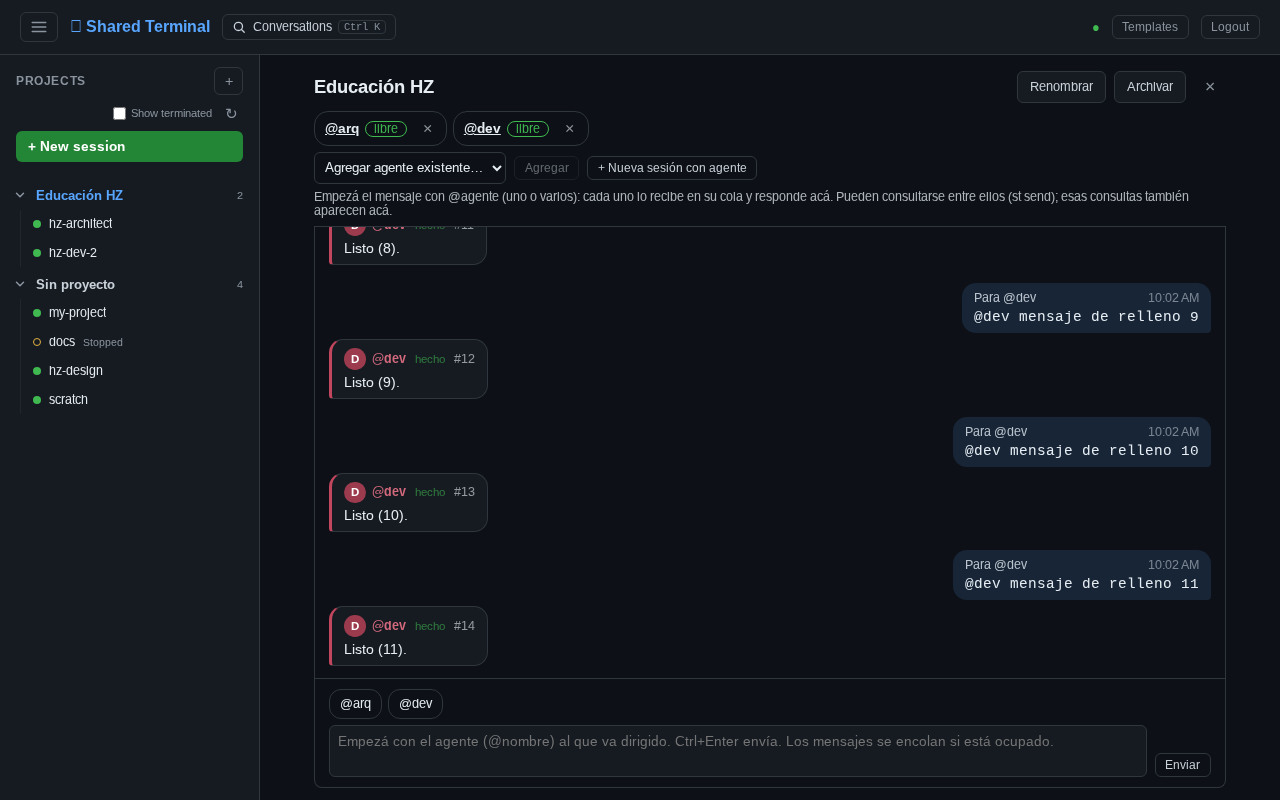 Shared Terminal
Conversations Ctrl K
Templates
Logout
PROJECTS
+
Show terminated ↻
+ New session
Educación HZ 2
hz-architect
hz-dev-2
Sin proyecto 4
my-project
docs Stopped
hz-design
scratch
Educación HZ
Renombrar
Archivar
×
@arq libre ×
@dev libre ×
Agregar agente existente…
Agregar
+ Nueva sesión con agente
Empezá el mensaje con @agente (uno o varios): cada uno lo recibe en su cola y responde acá. Pueden consultarse entre ellos (st send); esas consultas también
aparecen acá.
D @dev hecho #11
Listo (8).
Para @dev 10:02 AM
@dev mensaje de relleno 9
D @dev hecho #12
Listo (9).
Para @dev 10:02 AM
@dev mensaje de relleno 10
D @dev hecho #13
Listo (10).
Para @dev 10:02 AM
@dev mensaje de relleno 11
D @dev hecho #14
Listo (11).
@arq @dev
Empezá con el agente (@nombre) al que va dirigido. Ctrl+Enter envía. Los mensajes se encolan si está ocupado.
Enviar